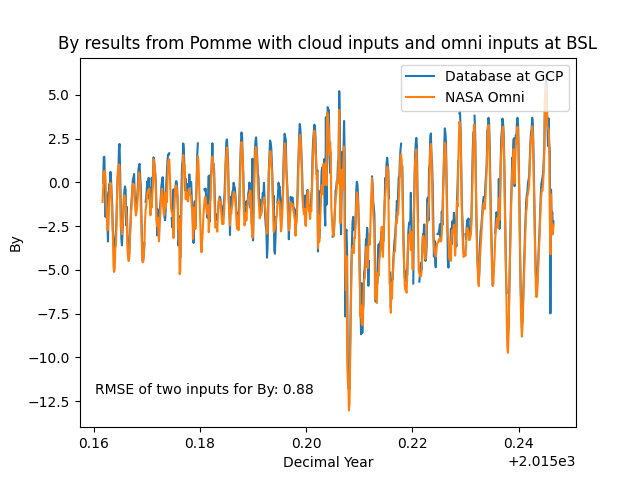 By results from Pomme with cloud inputs and omni inputs at BSL
Database at GCP
NASA Omni
5.0
2.5
0.0
−2.5
−5.0
−7.5
−10.0
−12.5
By
RMSE of two inputs for By: 0.88
0.16 0.18 0.20 0.22 0.24
Decimal Year
+2.015e3